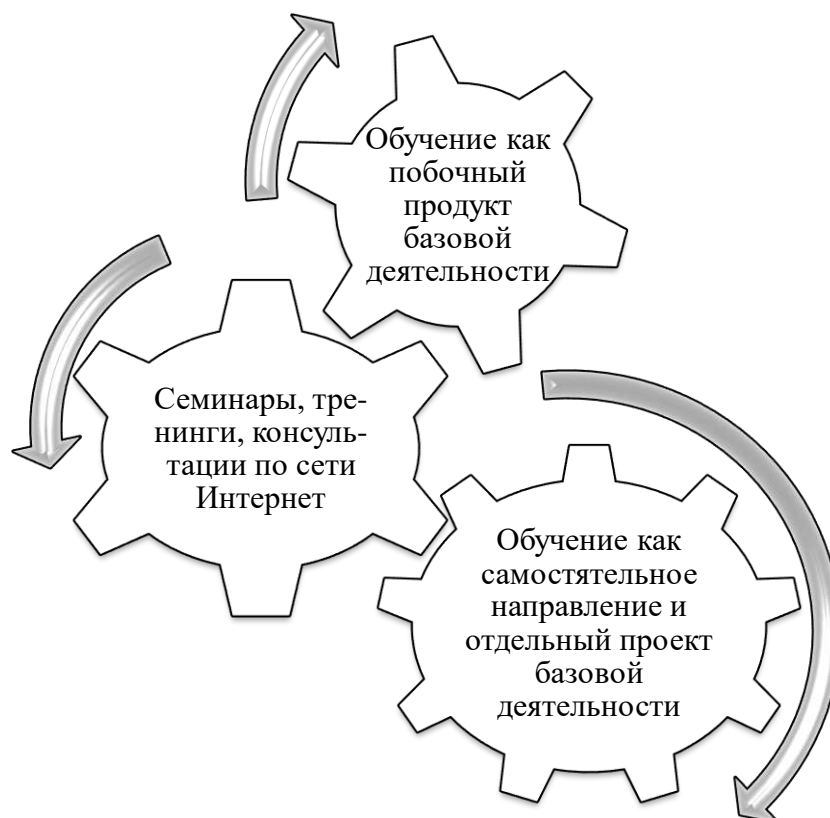 Обучение как
побочный
продукт
базовой
деятельности
Семинары, тре-
нинги, консуль-
тации по сети
Интернет
Обучение как
самостятельное
направление и
отдельный проект
базовой
деятельности